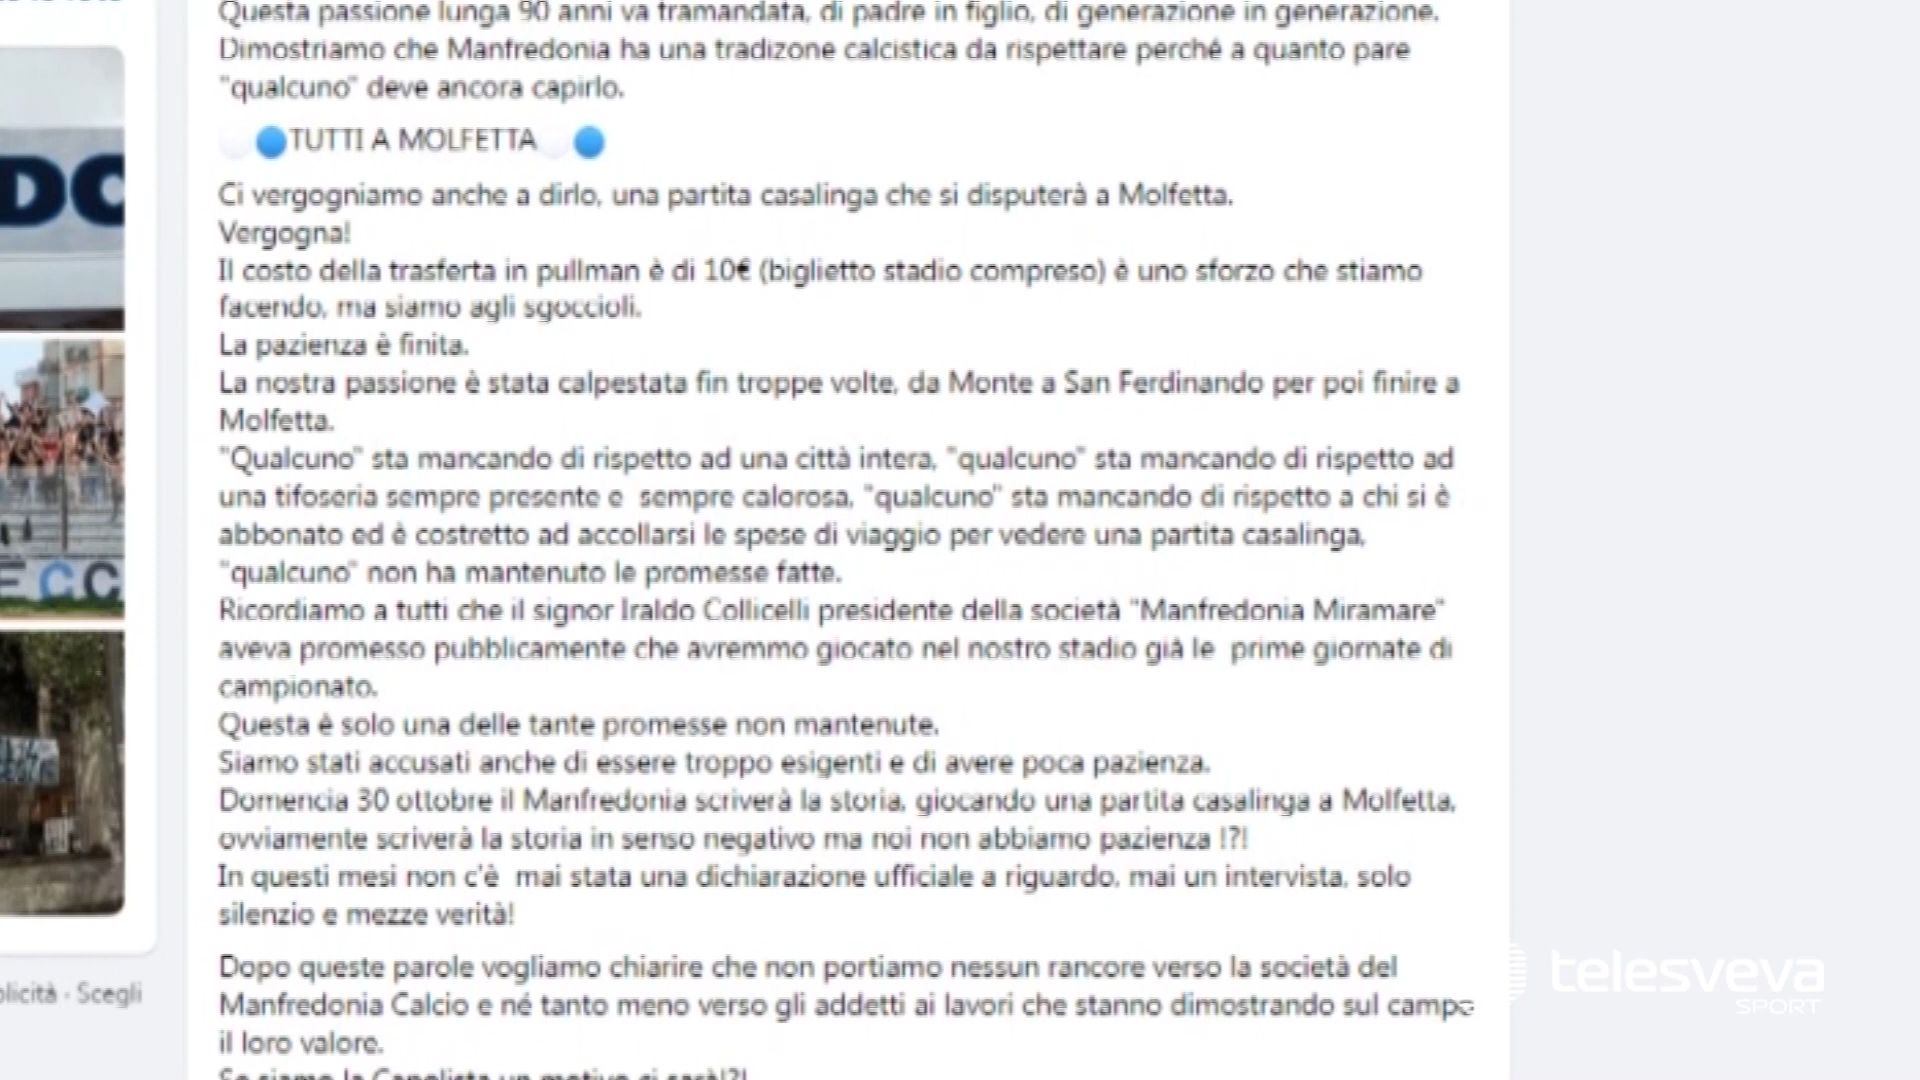 Questa passione lunga 90 anni va tramandata, di padre in figlio, di generazione in generazione.
Dimostriamo che Manfredonia ha una tradizone calcistica da rispettare perché a quanto pare
"qualcuno" deve ancora capirlo.
TUTTI A MOLFETTA
Ci vergogniamo anche a dirlo, una partita casalinga che si disputerà a Molfetta.
Vergogna!
Il costo della trasferta in pullman è di 10€ (biglietto stadio compreso) è uno sforzo che stiamo
facendo, ma siamo agli sgoccioli.
La pazienza è finita.
La nostra passione è stata calpestata fin troppe volte, da Monte a San Ferdinando per poi finire a
Molfetta.
"Qualcuno" sta mancando di rispetto ad una città intera, "qualcuno" sta mancando di rispetto ad
una tifoseria sempre presente e  sempre calorosa, "qualcuno" sta mancando di rispetto a chi si è
abbonato ed è costretto ad accollarsi le spese di viaggio per vedere una partita casalinga,
"qualcuno" non ha mantenuto le promesse fatte.
Ricordiamo a tutti che il signor Iraldo Collicelli presidente della società "Manfredonia Miramare"
aveva promesso pubblicamente che avremmo giocato nel nostro stadio già le  prime giornate di
campionato.
Questa è solo una delle tante promesse non mantenute.
Siamo stati accusati anche di essere troppo esigenti e di avere poca pazienza.
Domencia 30 ottobre il Manfredonia scriverà la storia, giocando una partita casalinga a Molfetta,
ovviamente scriverà la storia in senso negativo ma noi non abbiamo pazienza !?!
In questi mesi non c'è  mai stata una dichiarazione ufficiale a riguardo, mai un intervista, solo
silenzio e mezze verità!
Dopo queste parole vogliamo chiarire che non portiamo nessun rancore verso la società del
Manfredonia Calcio e né tanto meno verso gli addetti ai lavori che stanno dimostrando sul campo
il loro valore.
Se siamo la Capolista un motivo ci sarà!?!
DC
ECC
blicità · Scegli
telesveva
SPORT